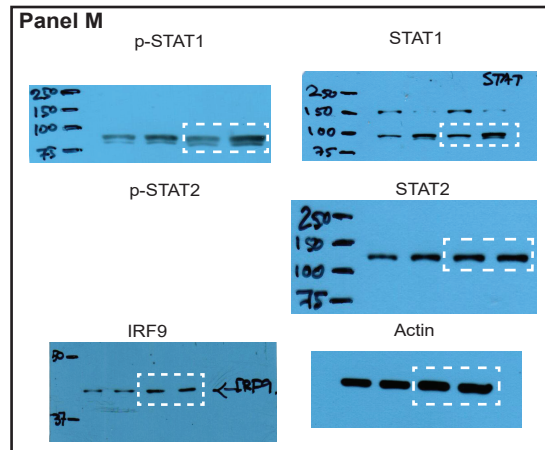 Panel M
p-STAT1
250
150
100
75
STAT1
STAT
250
150
100
75
p-STAT2
STAT2
250
150
100
75
IRF9
50
37
IRF9
Actin